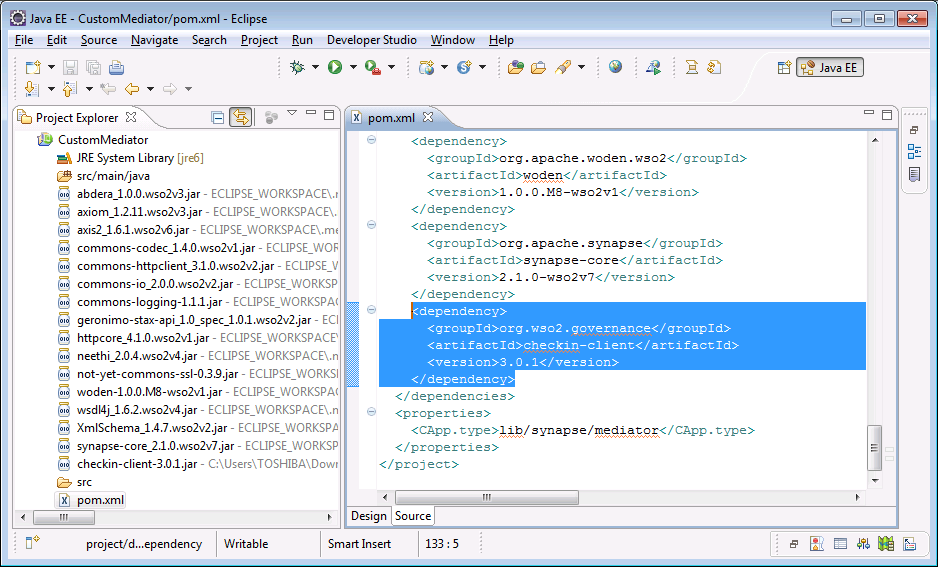 Java EE - CustomMediator/pom.xml - Eclipse
File Edit Source Navigate Search Project Run Developer Studio Window Help
Java EE
Project Explorer
CustomMediator
JRE System Library [jre6]
src/main/java
abdera_1.0.0.wso2v3.jar - ECLIPSE_WORKSPACE\.
axiom_1.2.11.wso2v3.jar - ECLIPSE_WORKSPACE\.
axis2_1.6.1.wso2v6.jar - ECLIPSE_WORKSPACE\.me
commons-codec_1.4.0.wso2v1.jar - ECLIPSE_WOR
commons-httpclient_3.1.0.wso2v2.jar - ECLIPSE_W
commons-io_2.0.0.wso2v2.jar - ECLIPSE_WORKSP
commons-logging-1.1.1.jar - ECLIPSE_WORKSPAC
geronimo-stax-api_1.0_spec_1.0.1.wso2v2.jar - ECL
httpcore_4.1.0.wso2v1.jar - ECLIPSE_WORKSPACE
neethi_2.0.4.wso2v4.jar - ECLIPSE_WORKSPACE\.
not-yet-commons-ssl-0.3.9.jar - ECLIPSE_WORKSP
woden-1.0.0.M8-wso2v1.jar - ECLIPSE_WORKSPA
wsdl4j_1.6.2.wso2v4.jar - ECLIPSE_WORKSPACE\.
XmlSchema_1.4.7.wso2v2.jar - ECLIPSE_WORKSPA
synapse-core_2.1.0.wso2v7.jar - ECLIPSE_WORKSP
checkin-client-3.0.1.jar - C:\Users\TOSHIBA\Dow
src
pom.xml
pom.xml
<dependency>
<groupId>org.apache.woden.wso2</groupId>
<artifactId>woden</artifactId>
<version>1.0.0.M8-wso2v1</version>
</dependency>
<dependency>
<groupId>org.apache.synapse</groupId>
<artifactId>synapse-core</artifactId>
<version>2.1.0-wso2v7</version>
</dependency>
<dependency>
<groupId>org.wso2.governance</groupId>
<artifactId>checkin-client</artifactId>
<version>3.0.1</version>
</dependency>
</dependencies>
<properties>
<CApp.type>lib/synapse/mediator</CApp.type>
</properties>
</project>
Design Source
project/d...ependency Writable Smart Insert 133 : 5